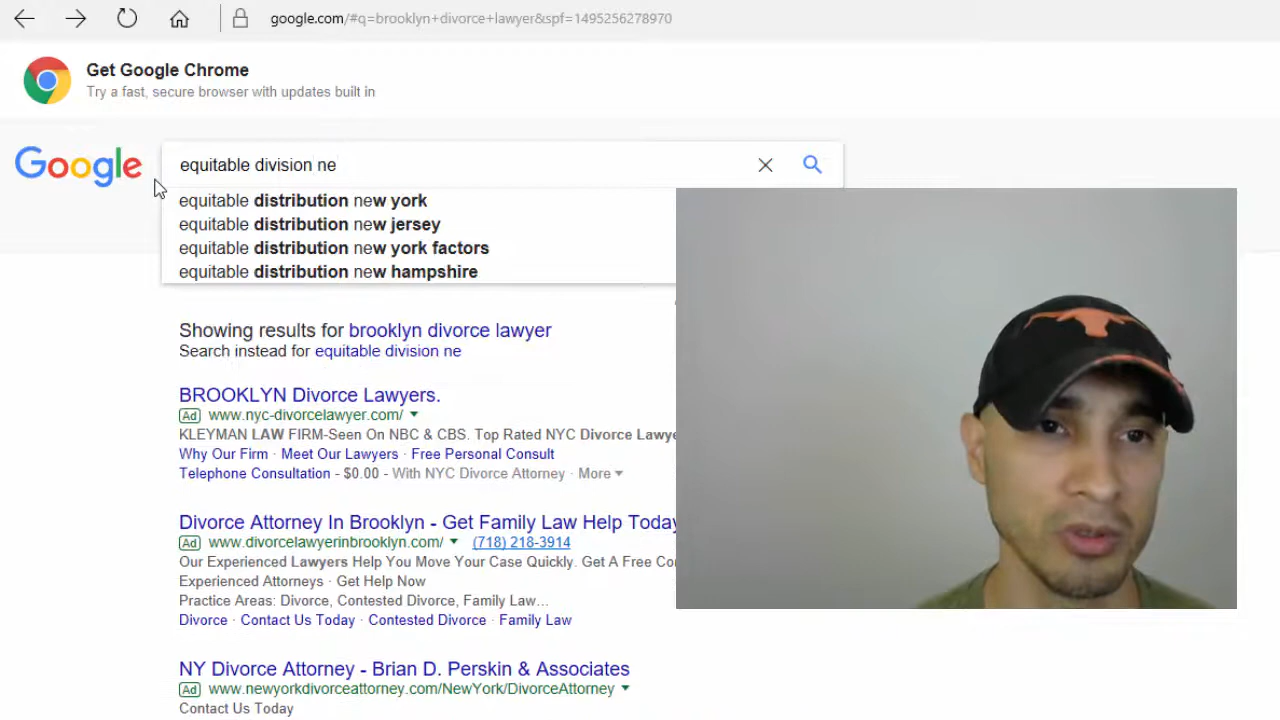 google.com/#q=brooklyn+divorce+lawyer&spf=1495256278970
Get Google Chrome
Try a fast, secure browser with updates built in
Google
equitable division ne
equitable distribution new york
equitable distribution new jersey
equitable distribution new york factors
equitable distribution new hampshire
Showing results for brooklyn divorce lawyer
Search instead for equitable division ne
BROOKLYN Divorce Lawyers.
Ad www.nyc-divorcelawyer.com/
KLEYMAN LAW FIRM-Seen On NBC & CBS. Top Rated NYC Divorce Lawye
Why Our Firm · Meet Our Lawyers · Free Personal Consult
Telephone Consultation - $0.00 - With NYC Divorce Attorney · More
Divorce Attorney In Brooklyn - Get Family Law Help Today
Ad www.divorcelawyerinbrooklyn.com/ (718) 218-3914
Our Experienced Lawyers Help You Move Your Case Quickly. Get A Free Co
Experienced Attorneys · Get Help Now
Practice Areas: Divorce, Contested Divorce, Family Law…
Divorce · Contact Us Today · Contested Divorce · Family Law
NY Divorce Attorney - Brian D. Perskin & Associates
Ad www.newyorkdivorceattorney.com/NewYork/DivorceAttorney
Contact Us Today